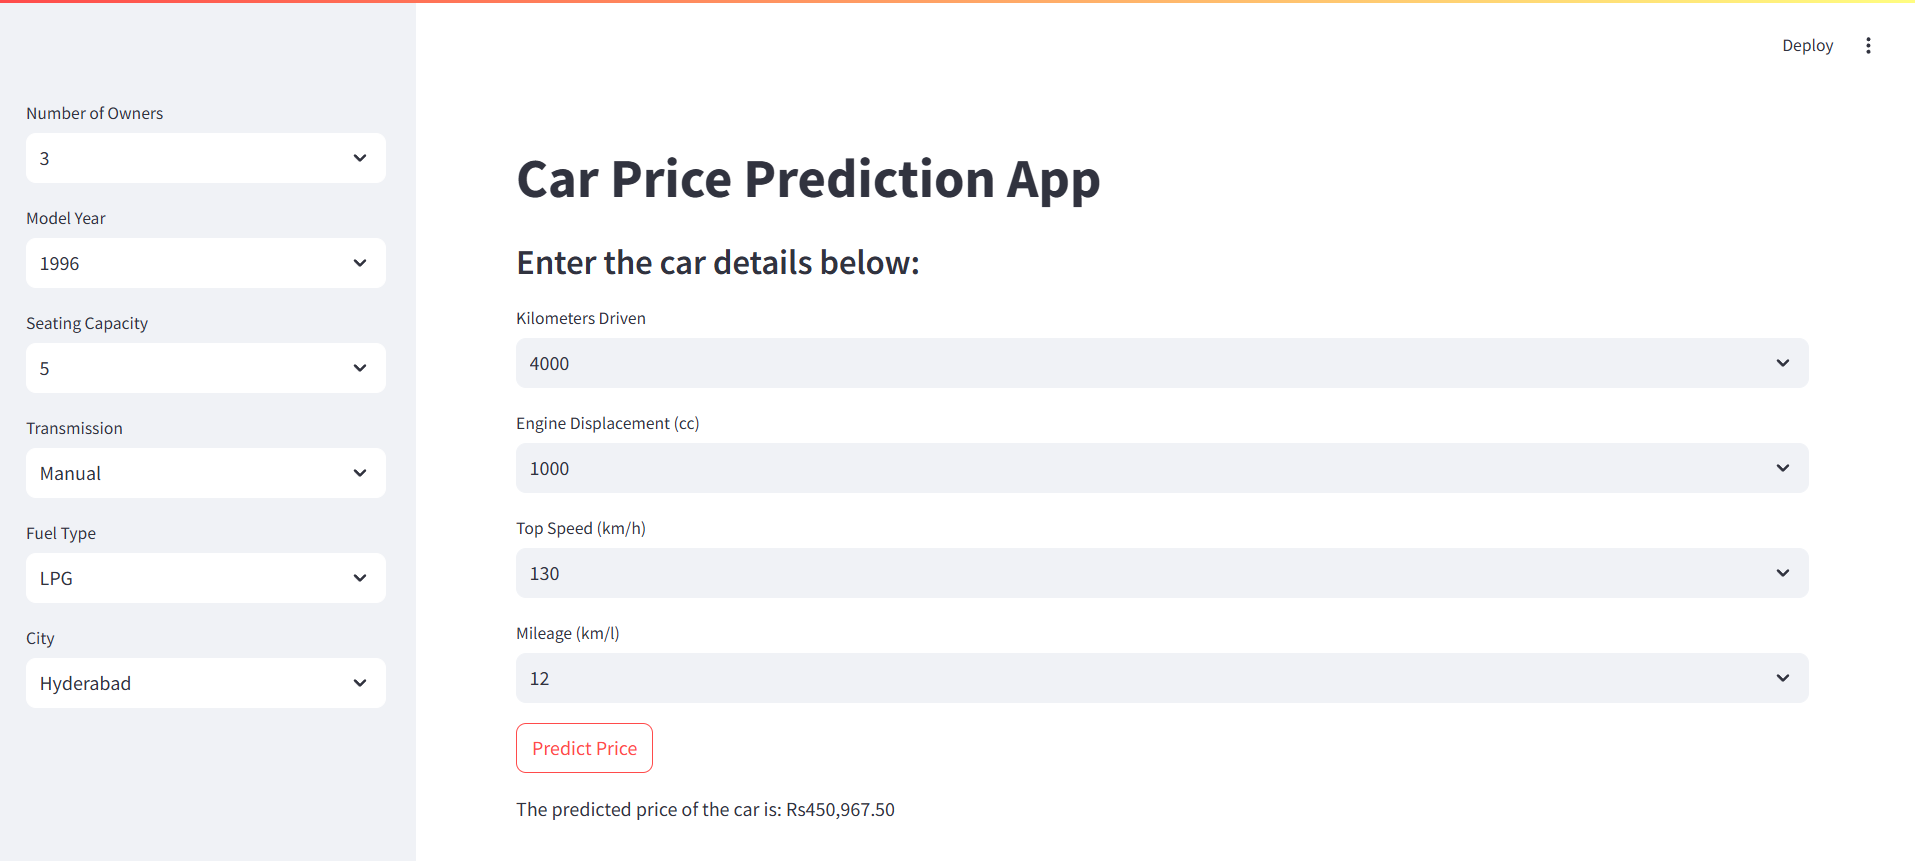 Deploy
Number of Owners
3
Model Year
1996
Seating Capacity
5
Transmission
Manual
Fuel Type
LPG
City
Hyderabad
Car Price Prediction App
Enter the car details below:
Kilometers Driven
4000
Engine Displacement (cc)
1000
Top Speed (km/h)
130
Mileage (km/l)
12
Predict Price
The predicted price of the car is: Rs450,967.50